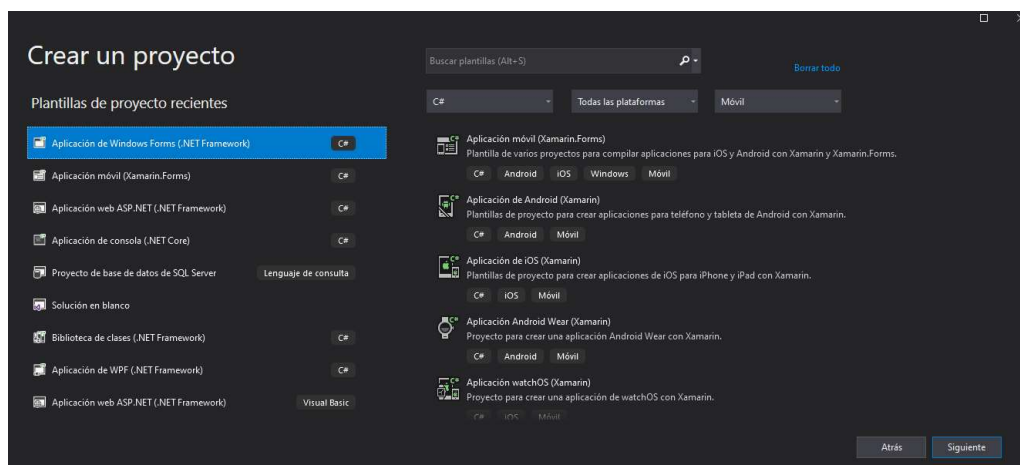 Crear un proyecto
Plantillas de proyecto recientes
Aplicación de Windows Forms (.NET Framework) C#
Aplicación móvil (Xamarin.Forms) C#
Aplicación web ASP.NET (.NET Framework) C#
Aplicación de consola (.NET Core) C#
Proyecto de base de datos de SQL Server Lenguaje de consulta
Solución en blanco
Biblioteca de clases (.NET Framework) C#
Aplicación de WPF (.NET Framework) C#
Aplicación web ASP.NET (.NET Framework) Visual Basic
Buscar plantillas (Alt+S)
Borrar todo
C# Todas las plataformas Móvil
Aplicación móvil (Xamarin.Forms)
Plantilla de varios proyectos para compilar aplicaciones para iOS y Android con Xamarin y Xamarin.Forms.
C# Android iOS Windows Móvil
Aplicación de Android (Xamarin)
Plantillas de proyecto para crear aplicaciones para teléfono y tableta de Android con Xamarin.
C# Android Móvil
Aplicación de iOS (Xamarin)
Plantillas de proyecto para crear aplicaciones de iOS para iPhone y iPad con Xamarin.
C# iOS Móvil
Aplicación Android Wear (Xamarin)
Proyecto para crear una aplicación Android Wear con Xamarin.
C# Android Móvil
Aplicación watchOS (Xamarin)
Proyecto para crear una aplicación de watchOS con Xamarin.
C# iOS Móvil
Atrás Siguiente